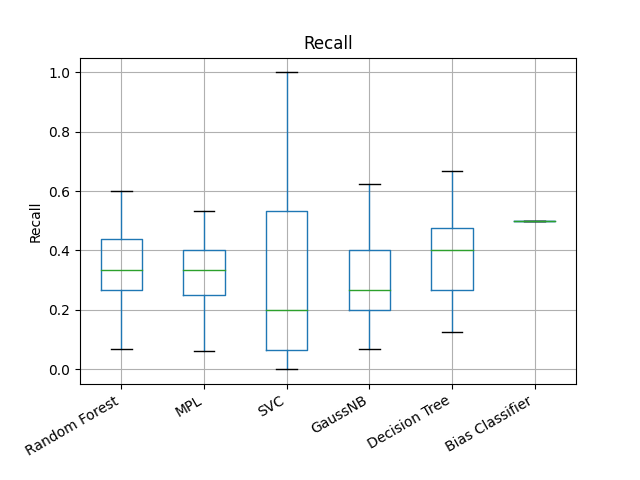 Recall
1.0
0.8
0.6
0.4
0.2
0.0
Recall
Random Forest
MPL
SVC
GaussNB
Decision Tree
Bias Classifier